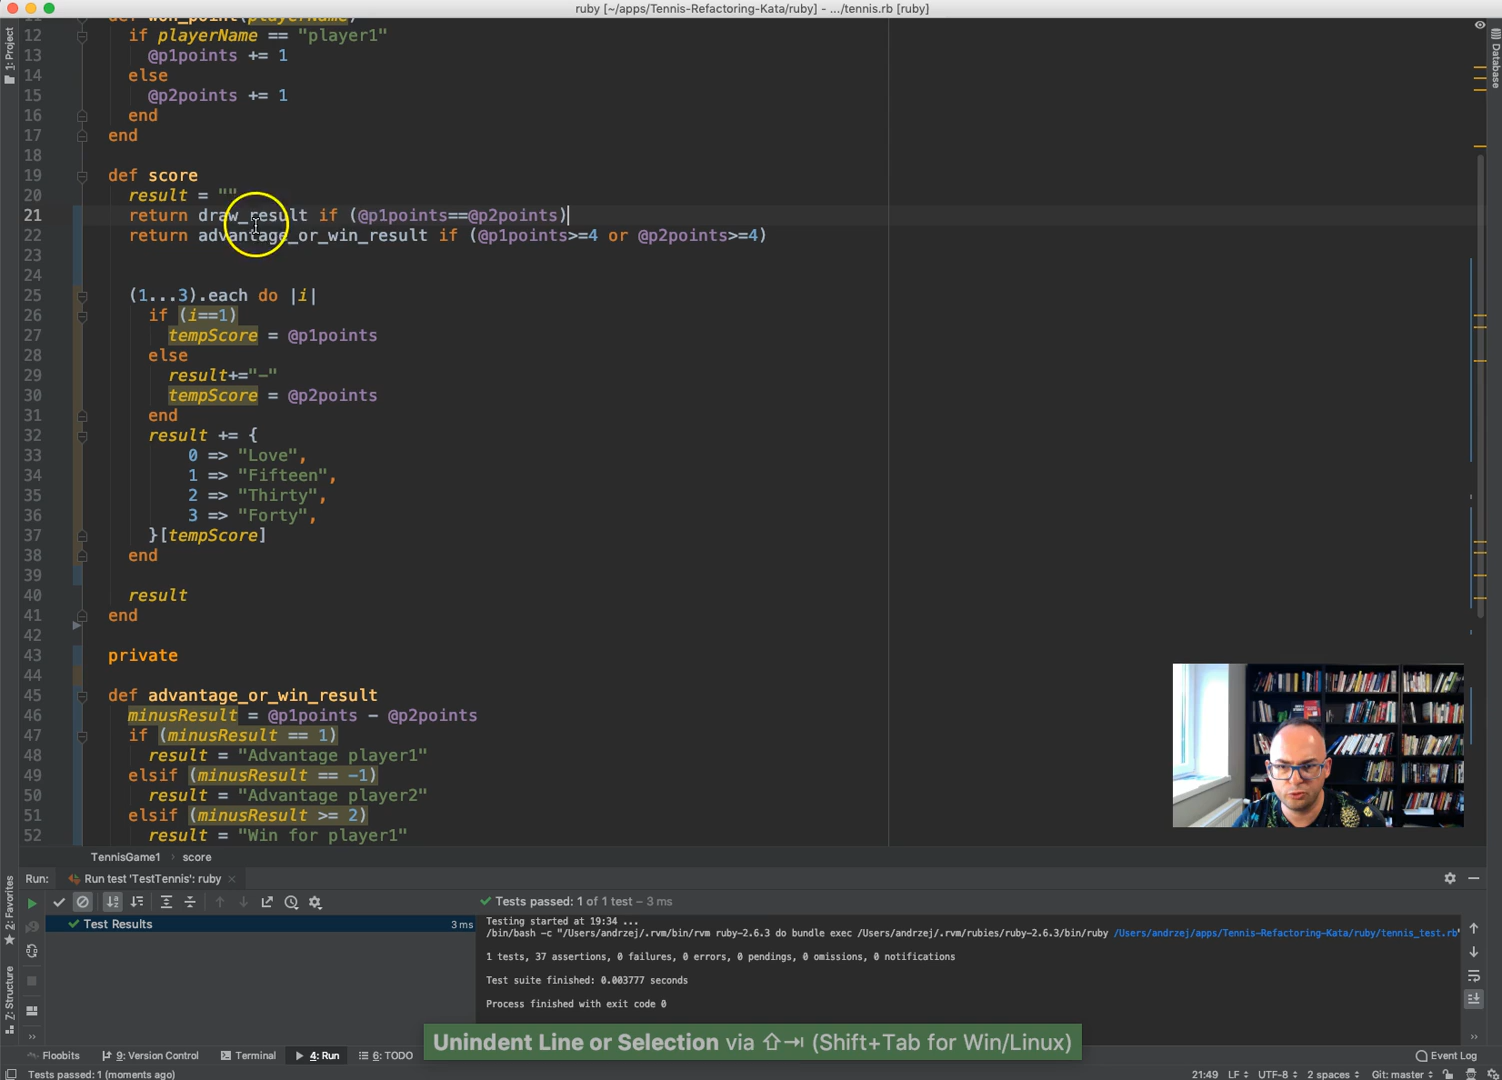 ruby [~/apps/Tennis-Refactoring-Kata/ruby] - .../tennis.rb [ruby]
1: Project
Database
11 def won_point(playerName)
12 if playerName == "player1"
13 @p1points += 1
14 else
15 @p2points += 1
16 end
17 end
18
19 def score
20 result = ""
21 return draw_result if (@p1points==@p2points)
22 return advantage_or_win_result if (@p1points>=4 or @p2points>=4)
23
24
25 (1...3).each do |i|
26 if (i==1)
27 tempScore = @p1points
28 else
29 result+="-"
30 tempScore = @p2points
31 end
32 result += {
33 0 => "Love",
34 1 => "Fifteen",
35 2 => "Thirty",
36 3 => "Forty",
37 }[tempScore]
38 end
39
40 result
41 end
42
43 private
44
45 def advantage_or_win_result
46 minusResult = @p1points - @p2points
47 if (minusResult == 1)
48 result = "Advantage player1"
49 elsif (minusResult == -1)
50 result = "Advantage player2"
51 elsif (minusResult >= 2)
52 result = "Win for player1"
TennisGame1 › score
Run: Run test 'TestTennis': ruby ×
2: Favorites
7: Structure
Tests passed: 1 of 1 test – 3 ms
Test Results 3 ms
Testing started at 19:34 ...
/bin/bash -c "/Users/andrzej/.rvm/bin/rvm ruby-2.6.3 do bundle exec /Users/andrzej/.rvm/rubies/ruby-2.6.3/bin/ruby /Users/andrzej/apps/Tennis-Refactoring-Kata/ruby/tennis_test.rb"
1 tests, 37 assertions, 0 failures, 0 errors, 0 pendings, 0 omissions, 0 notifications
Test suite finished: 0.003777 seconds
Process finished with exit code 0
Unindent Line or Selection via ⇧⇥ (Shift+Tab for Win/Linux)
Floobits 9: Version Control Terminal 4: Run 6: TODO Event Log
Tests passed: 1 (moments ago) 21:49 LF UTF-8 2 spaces Git: master